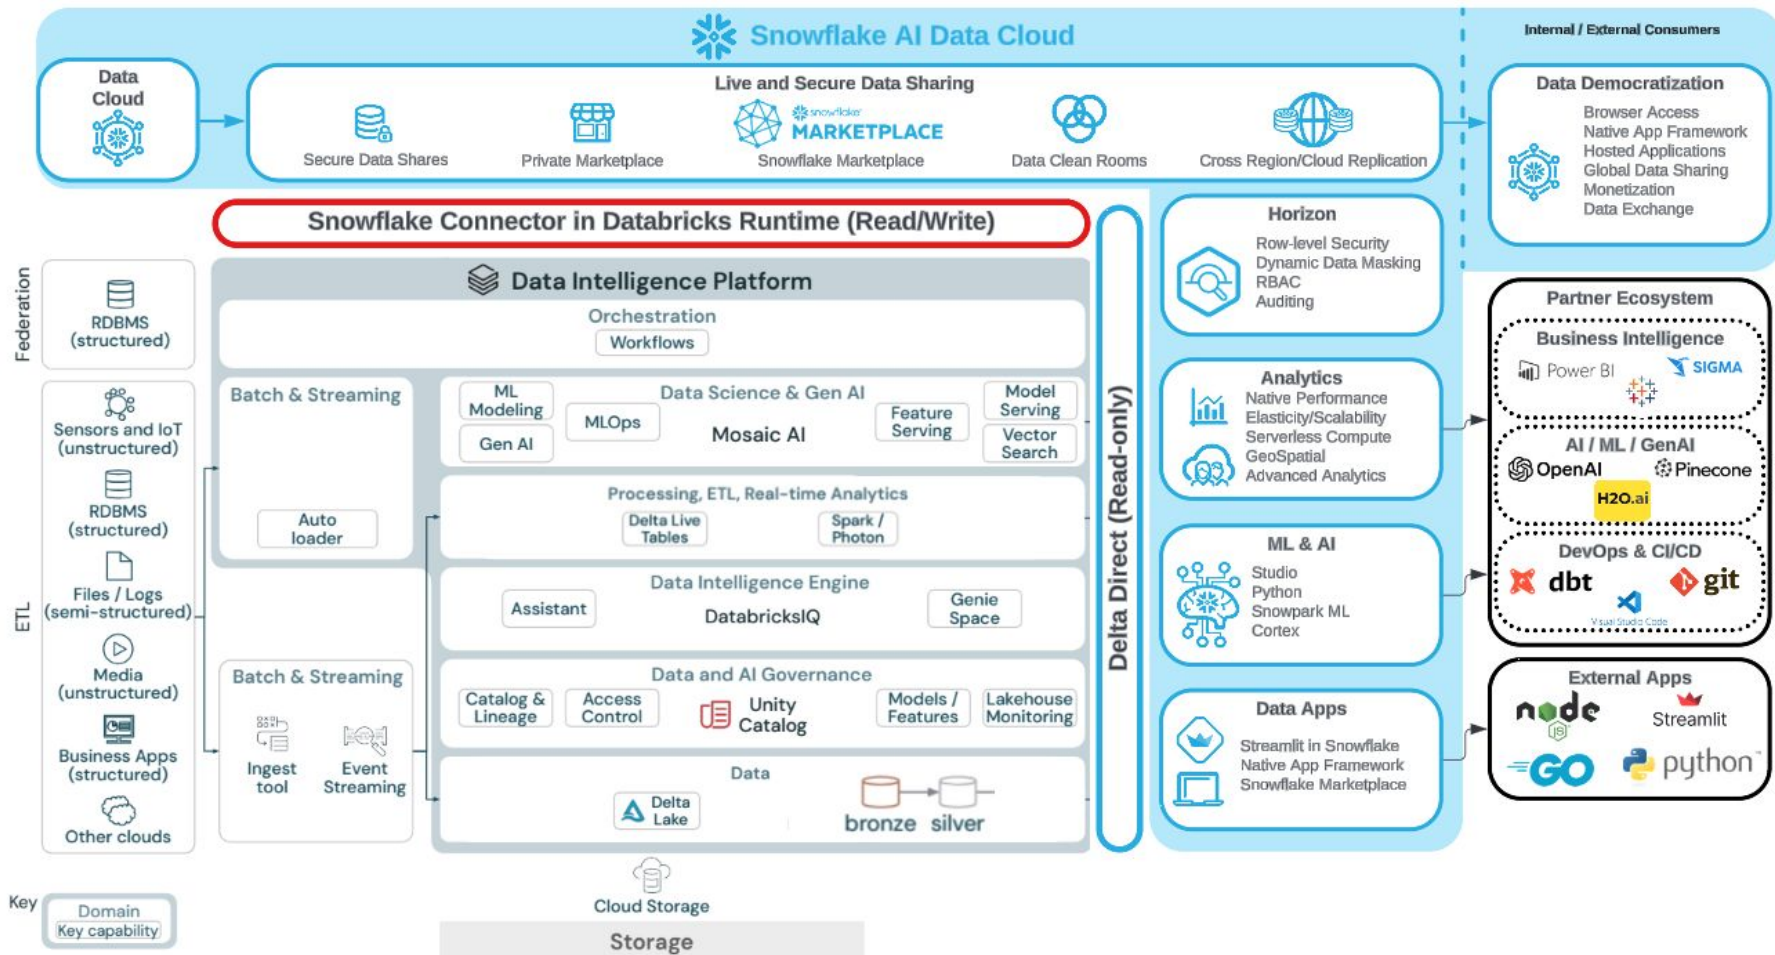 Snowflake AI Data Cloud
Internal / External Consumers
Data
Cloud
Live and Secure Data Sharing
Secure Data Shares
Private Marketplace
snowflake
MARKETPLACE
Snowflake Marketplace
Data Clean Rooms
Cross Region/Cloud Replication
Data Democratization
Browser Access
Native App Framework
Hosted Applications
Global Data Sharing
Monetization
Data Exchange
Snowflake Connector in Databricks Runtime (Read/Write)
Federation
RDBMS
(structured)
ETL
Sensors and IoT
(unstructured)
RDBMS
(structured)
Files / Logs
(semi-structured)
Media
(unstructured)
Business Apps
(structured)
Other clouds
Data Intelligence Platform
Orchestration
Workflows
Batch & Streaming
Auto
loader
Batch & Streaming
Ingest
tool
Event
Streaming
Data Science & Gen AI
ML
Modeling
Gen AI
MLOps
Mosaic AI
Feature
Serving
Model
Serving
Vector
Search
Processing, ETL, Real-time Analytics
Delta Live
Tables
Spark /
Photon
Data Intelligence Engine
Assistant
DatabricksIQ
Genie
Space
Data and AI Governance
Catalog &
Lineage
Access
Control
Unity
Catalog
Models /
Features
Lakehouse
Monitoring
Data
Delta
Lake
bronze
silver
Cloud Storage
Storage
Delta Direct (Read-only)
Horizon
Row-level Security
Dynamic Data Masking
RBAC
Auditing
Analytics
Native Performance
Elasticity/Scalability
Serverless Compute
GeoSpatial
Advanced Analytics
ML & AI
Studio
Python
Snowpark ML
Cortex
Data Apps
Streamlit in Snowflake
Native App Framework
Snowflake Marketplace
Partner Ecosystem
Business Intelligence
Power BI
SIGMA
AI / ML / GenAI
OpenAI
Pinecone
H2O.ai
DevOps & CI/CD
dbt
git
Visual Studio Code
External Apps
node
JS
Streamlit
GO
python
Key
Domain
Key capability